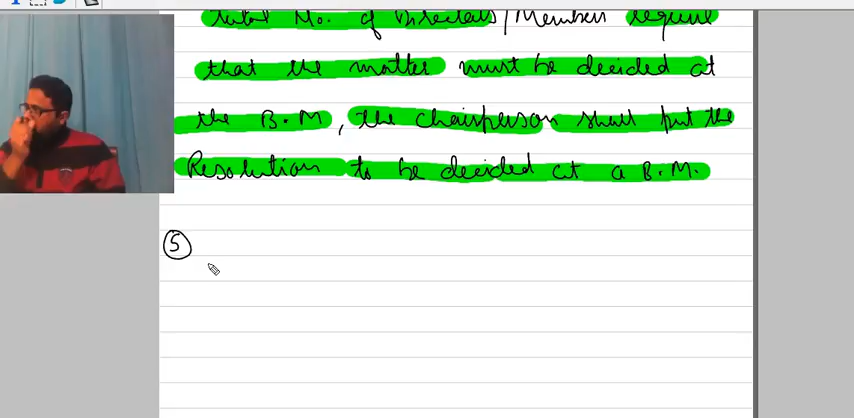 total No. of Directors/Members require
that the matter must be decided at
the B.M, the chairperson shall put the
Resolution to be decided at a B.M.
5